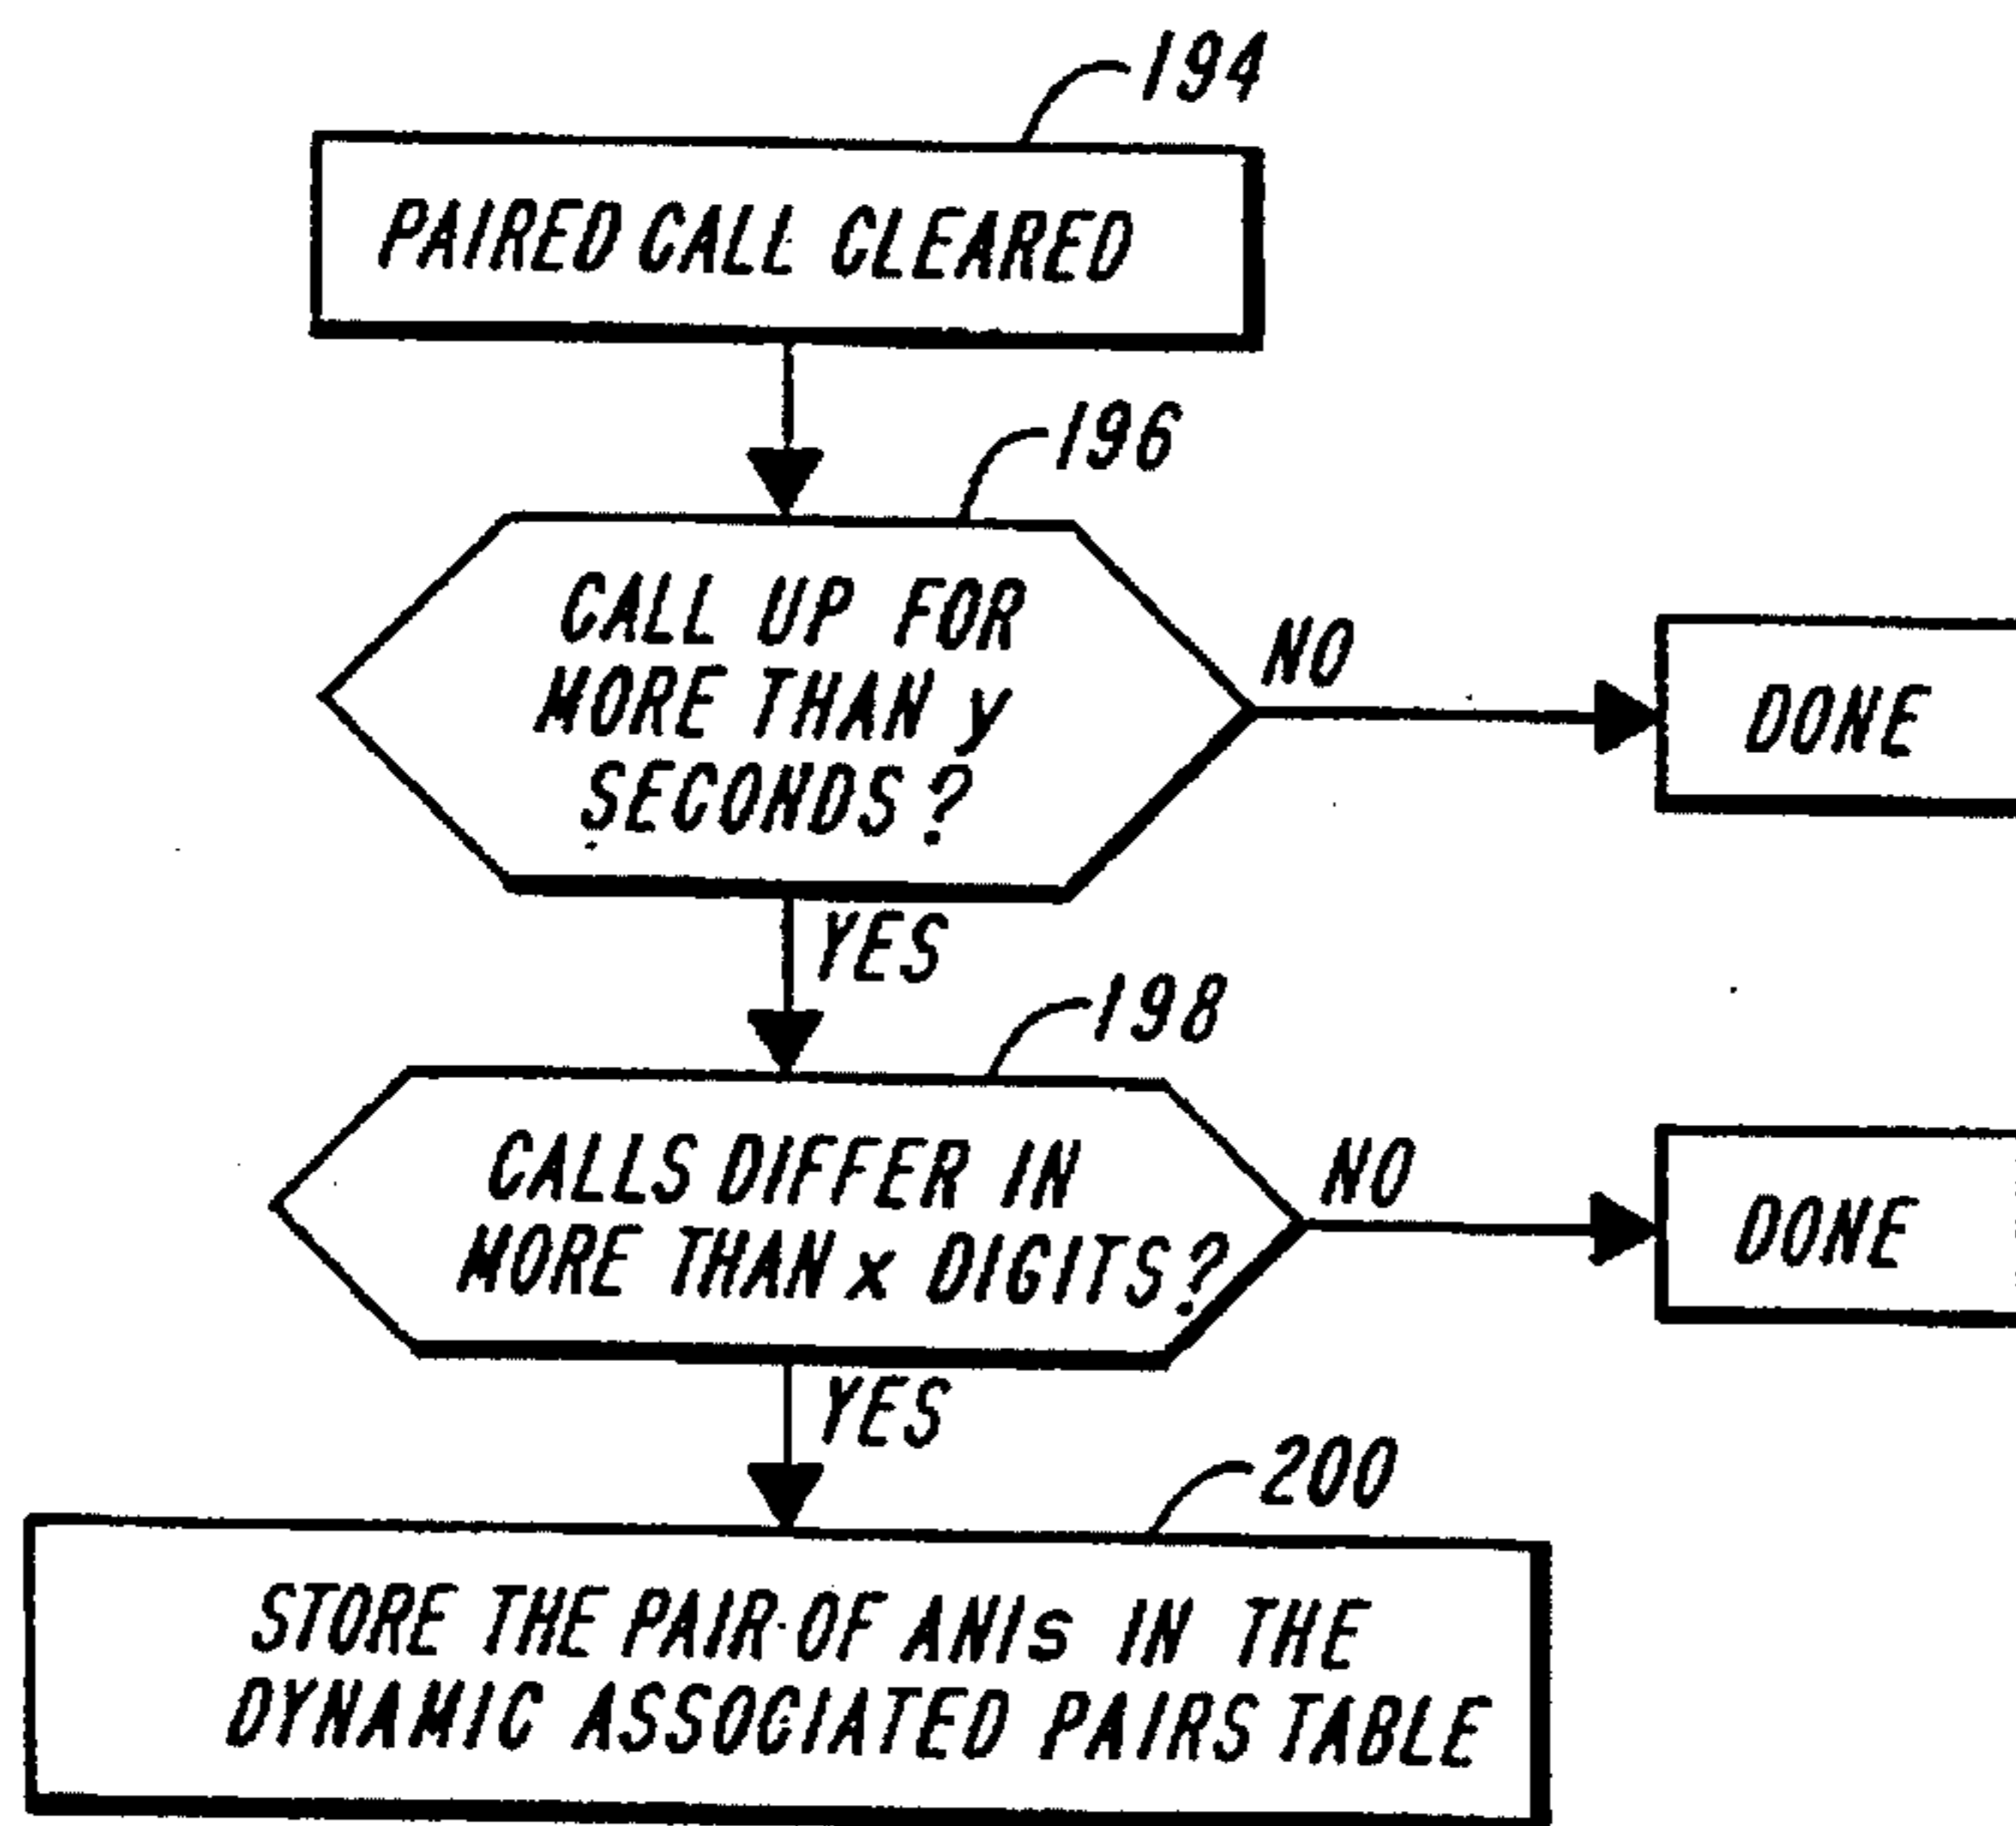 194
PAIRED CALL CLEARED
196
CALL UP FOR
MORE THAN y
SECONDS?
NO
DONE
YES
198
CALLS DIFFER IN
MORE THAN x DIGITS?
NO
DONE
YES
200
STORE THE PAIR OF ANIs IN THE
DYNAMIC ASSOCIATED PAIRS TABLE